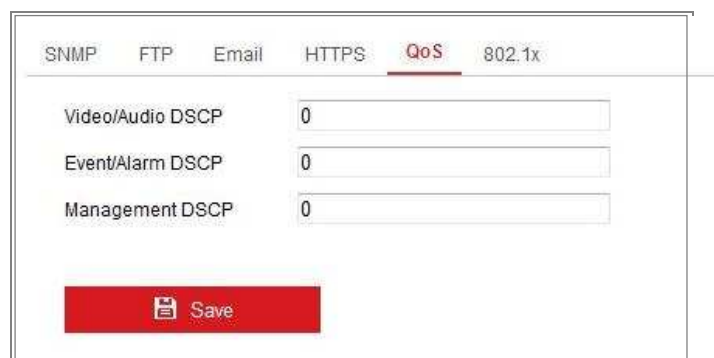 SNMP FTP Email HTTPS QoS 802.1x
Video/Audio DSCP 0
Event/Alarm DSCP 0
Management DSCP 0
Save